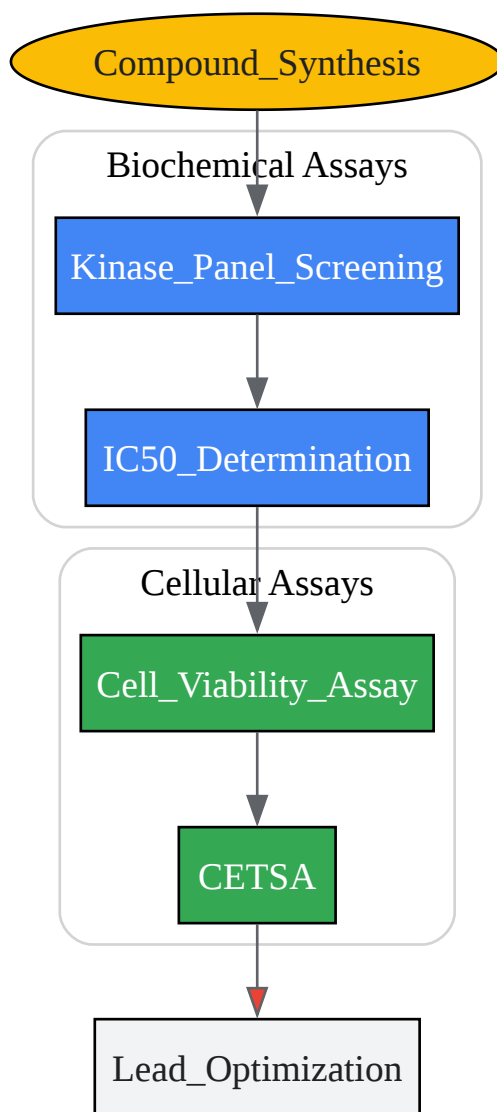 Compound_Synthesis
Biochemical Assays
Kinase_Panel_Screening
IC50_Determination
Cellular Assays
Cell_Viability_Assay
CETSA
Lead_Optimization